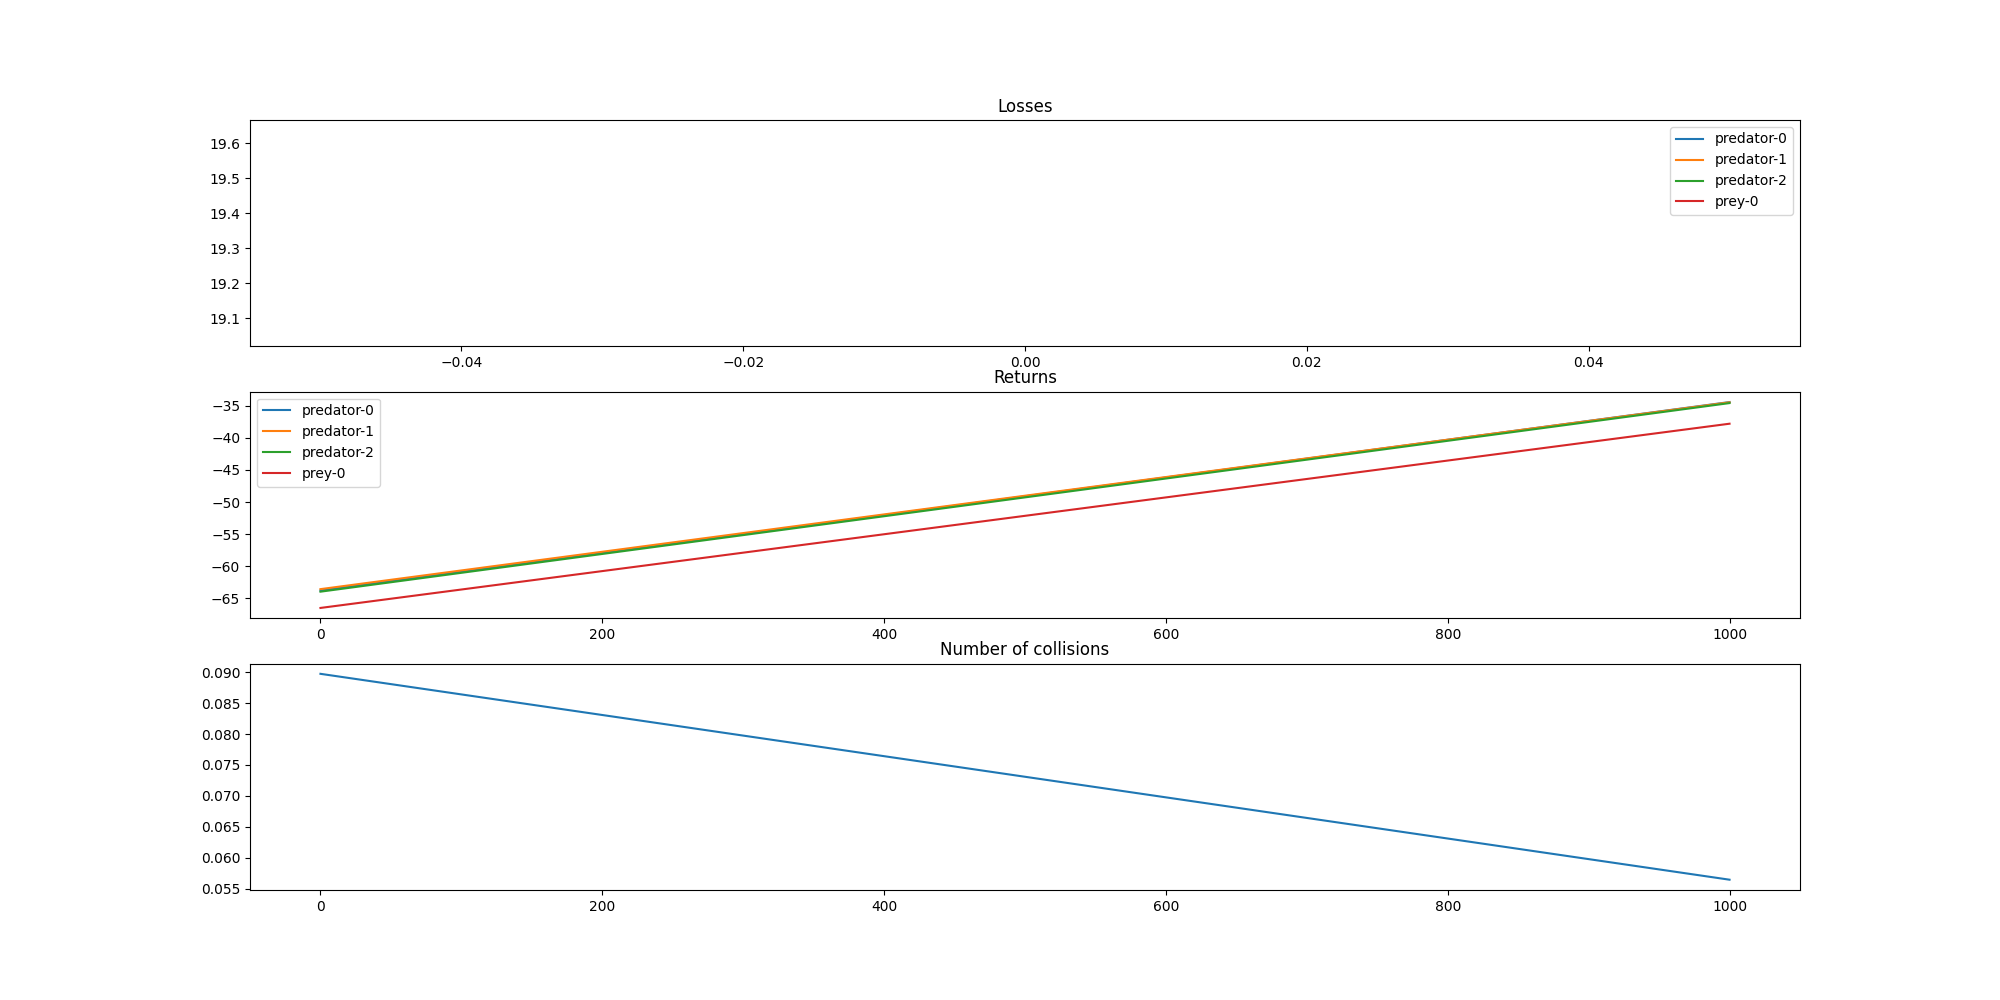 Losses
19.6
19.5
19.4
19.3
19.2
19.1
predator-0
predator-1
predator-2
prey-0
−0.04 −0.02 0.00 0.02 0.04
Returns
−35
−40
−45
−50
−55
−60
−65
predator-0
predator-1
predator-2
prey-0
0 200 400 600 800 1000
Number of collisions
0.090
0.085
0.080
0.075
0.070
0.065
0.060
0.055
0 200 400 600 800 1000